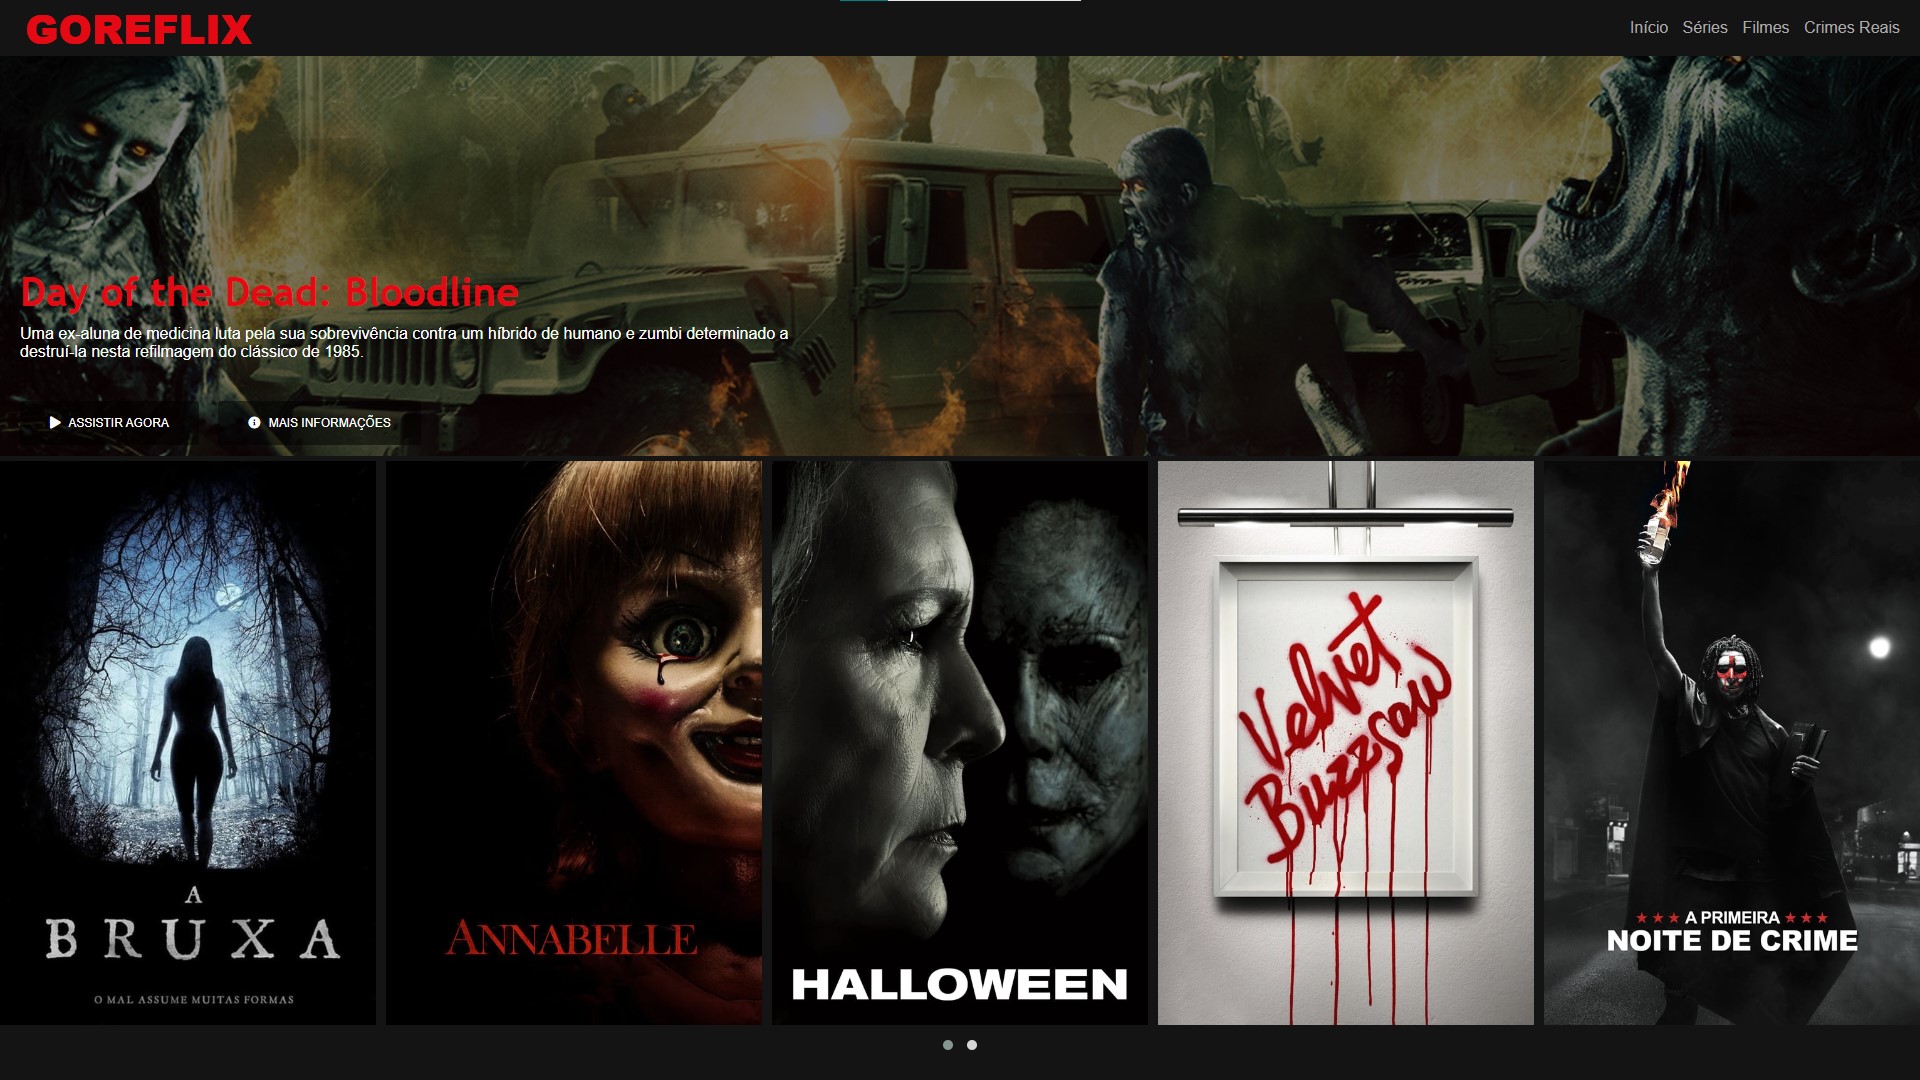 GOREFLIX
Início Séries Filmes Crimes Reais
Day of the Dead: Bloodline
Uma ex-aluna de medicina luta pela sua sobrevivência contra um híbrido de humano e zumbi determinado a
destruí-la nesta refilmagem do clássico de 1985.
ASSISTIR AGORA
MAIS INFORMAÇÕES
A
BRUXA
O MAL ASSUME MUITAS FORMAS
ANNABELLE
HALLOWEEN
Velvet
Buzzsaw
A PRIMEIRA
NOITE DE CRIME